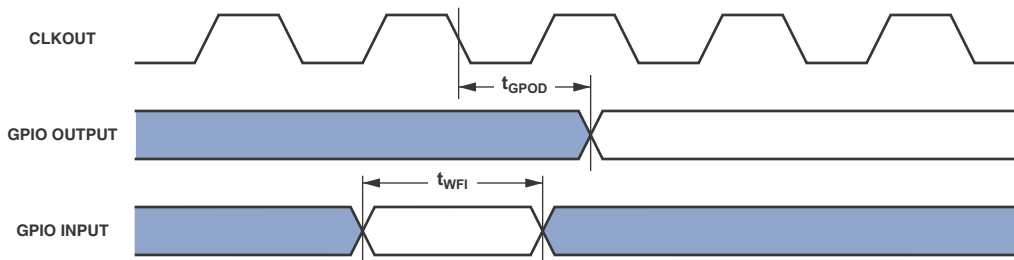 CLKOUT
tGPOD
GPIO OUTPUT
tWFI
GPIO INPUT